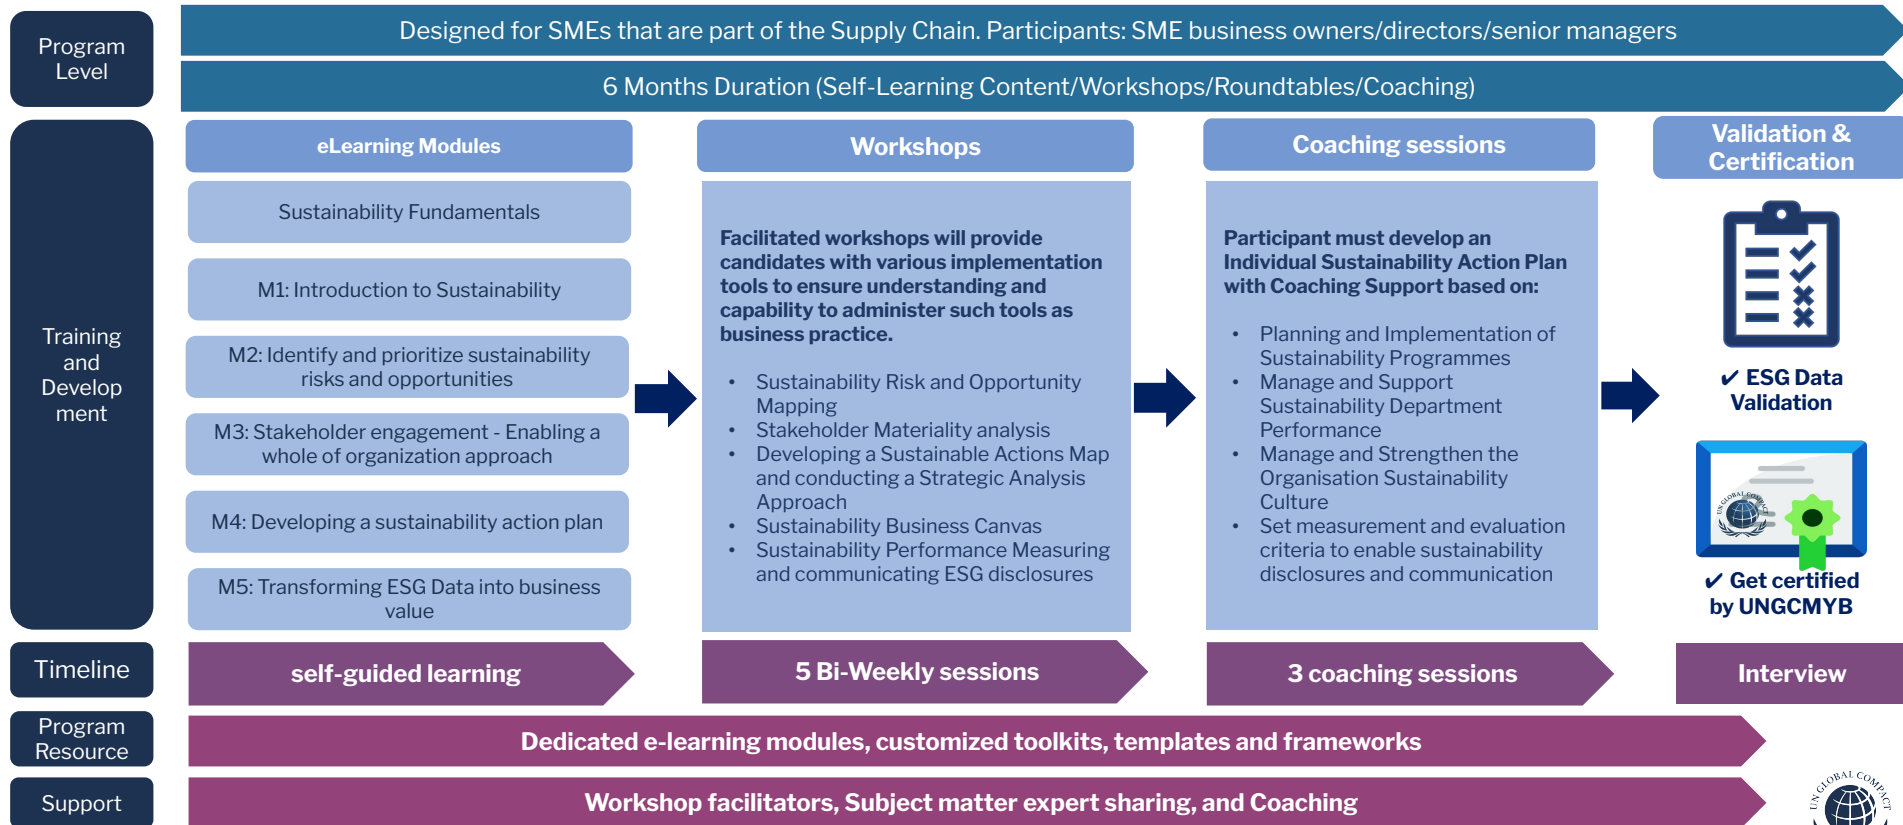 Program
Level
Designed for SMEs that are part of the Supply Chain. Participants: SME business owners/directors/senior managers
6 Months Duration (Self-Learning Content/Workshops/Roundtables/Coaching)
Training
and
Develop
ment
eLearning Modules
Sustainability Fundamentals
M1: Introduction to Sustainability
M2: Identify and prioritize sustainability
risks and opportunities
M3: Stakeholder engagement - Enabling a
whole of organization approach
M4: Developing a sustainability action plan
M5: Transforming ESG Data into business
value
Workshops
Facilitated workshops will provide
candidates with various implementation
tools to ensure understanding and
capability to administer such tools as
business practice.
• Sustainability Risk and Opportunity
Mapping
• Stakeholder Materiality analysis
• Developing a Sustainable Actions Map
and conducting a Strategic Analysis
Approach
• Sustainability Business Canvas
• Sustainability Performance Measuring
and communicating ESG disclosures
Coaching sessions
Participant must develop an
Individual Sustainability Action Plan
with Coaching Support based on:
• Planning and Implementation of
Sustainability Programmes
• Manage and Support
Sustainability Department
Performance
• Manage and Strengthen the
Organisation Sustainability
Culture
• Set measurement and evaluation
criteria to enable sustainability
disclosures and communication
Validation &
Certification
✔ ESG Data
Validation
UN GLOBAL COMPACT
✔ Get certified
by UNGCMYB
Timeline
self-guided learning
5 Bi-Weekly sessions
3 coaching sessions
Interview
Program
Resource
Dedicated e-learning modules, customized toolkits, templates and frameworks
Support
Workshop facilitators, Subject matter expert sharing, and Coaching
UN GLOBAL COMPACT